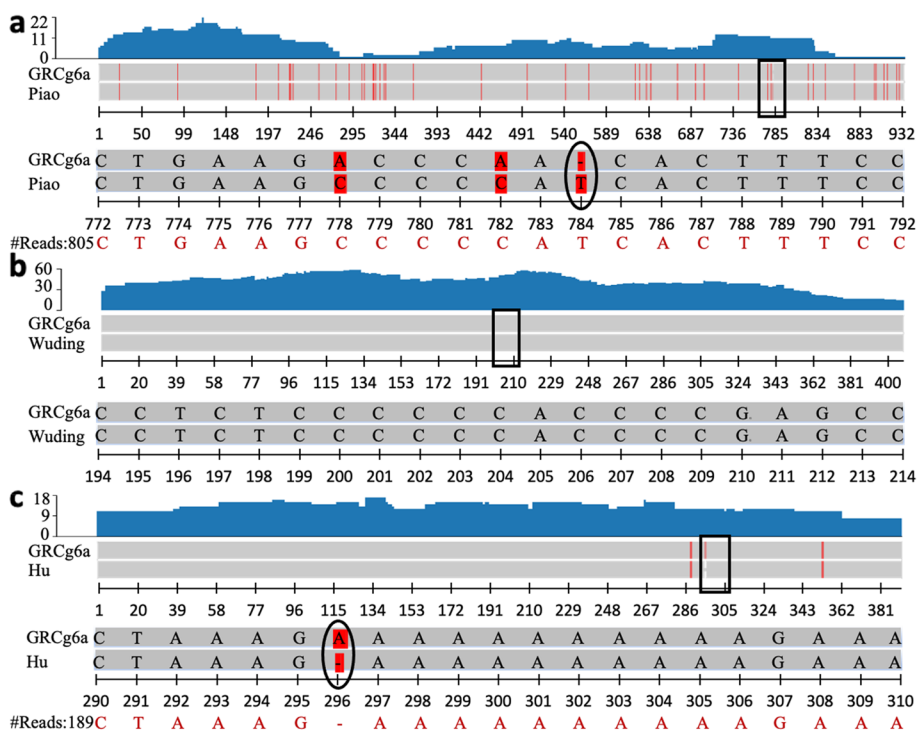 a
22
11
0
GRCg6a
Piao
1 50 99 148 197 246 295 344 393 442 491 540 589 638 687 736 785 834 883 932
GRCg6a C T G A A G A C C C A A - C A C T T T C C
Piao C T G A A G C C C C C A T C A C T T T C C
772 773 774 775 776 777 778 779 780 781 782 783 784 785 786 787 788 789 790 791 792
#Reads:805 C T G A A G C C C C C A T C A C T T T C C
b
60
30
0
GRCg6a
Wuding
1 20 39 58 77 96 115 134 153 172 191 210 229 248 267 286 305 324 343 362 381 400
GRCg6a C C T C T C C C C C C A C C C C G A G C C
Wuding C C T C T C C C C C C A C C C C G A G C C
194 195 196 197 198 199 200 201 202 203 204 205 206 207 208 209 210 211 212 213 214
c
18
9
0
GRCg6a
Hu
1 20 39 58 77 96 115 134 153 172 191 210 229 248 267 286 305 324 343 362 381
GRCg6a C T A A A G A A A A A A A A A A A G A A A
Hu C T A A A G - A A A A A A A A A A G A A A
290 291 292 293 294 295 296 297 298 299 300 301 302 303 304 305 306 307 308 309 310
#Reads:189 C T A A A G - A A A A A A A A A A G A A A